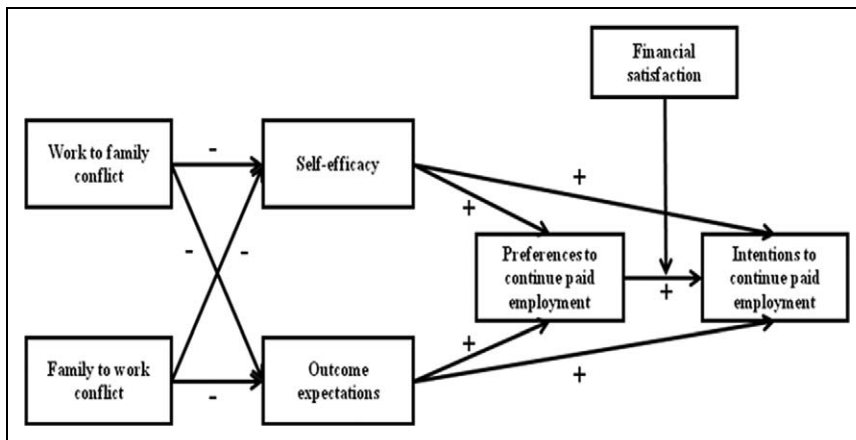 Financial
satisfaction
Work to family
conflict
-
Self-efficacy
+
+
-
-
Preferences to
continue paid
employment
+
Intentions to
continue paid
employment
Family to work
conflict
-
Outcome
expectations
+
+